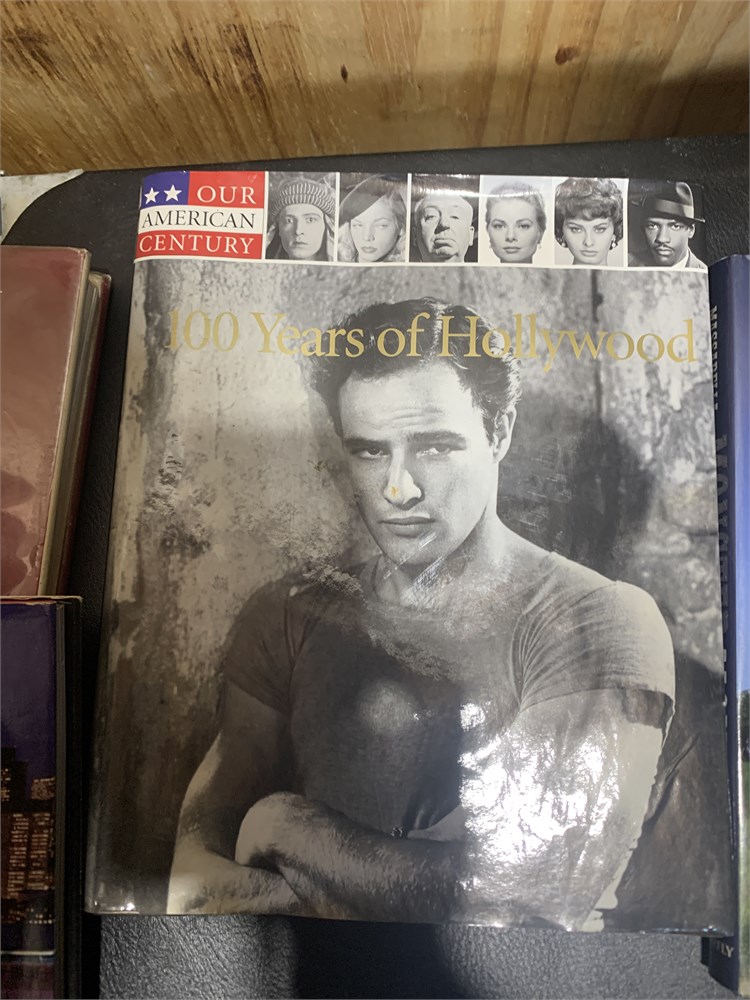 OUR
AMERICAN
CENTURY
100 Years of Hollywood